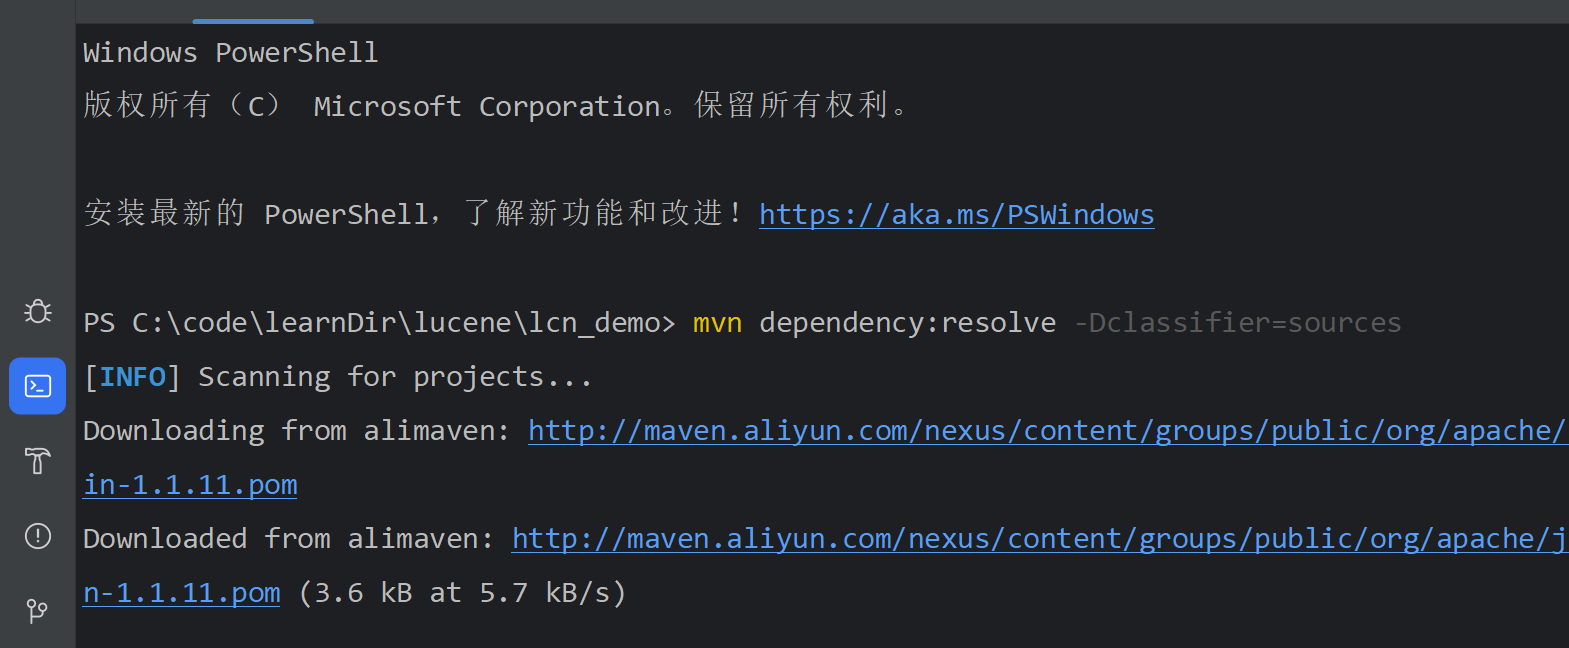 Windows PowerShell
版权所有（C） Microsoft Corporation。保留所有权利。
安装最新的 PowerShell，了解新功能和改进！https://aka.ms/PSWindows
PS C:\code\learnDir\lucene\lcn_demo> mvn dependency:resolve -Dclassifier=sources
[INFO] Scanning for projects...
Downloading from alimaven: http://maven.aliyun.com/nexus/content/groups/public/org/apache/
in-1.1.11.pom
Downloaded from alimaven: http://maven.aliyun.com/nexus/content/groups/public/org/apache/j
n-1.1.11.pom (3.6 kB at 5.7 kB/s)